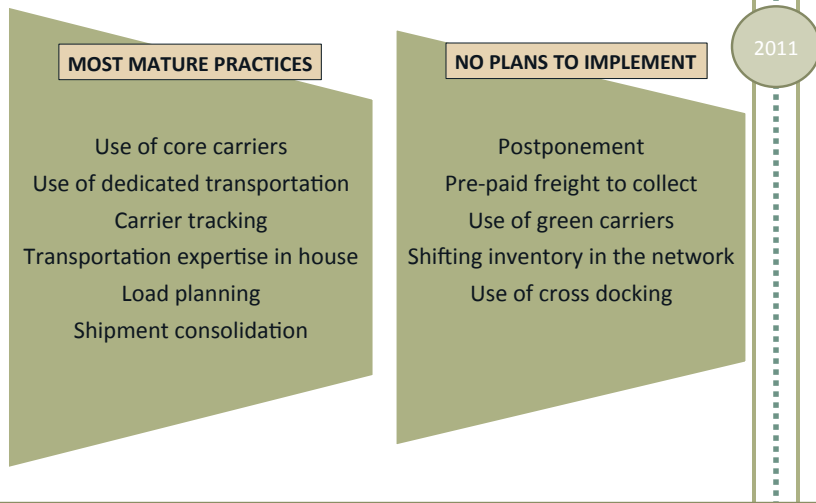 MOST MATURE PRACTICES
Use of core carriers
Use of dedicated transportation
Carrier tracking
Transportation expertise in house
Load planning
Shipment consolidation
NO PLANS TO IMPLEMENT
Postponement
Pre-paid freight to collect
Use of green carriers
Shifting inventory in the network
Use of cross docking
2011